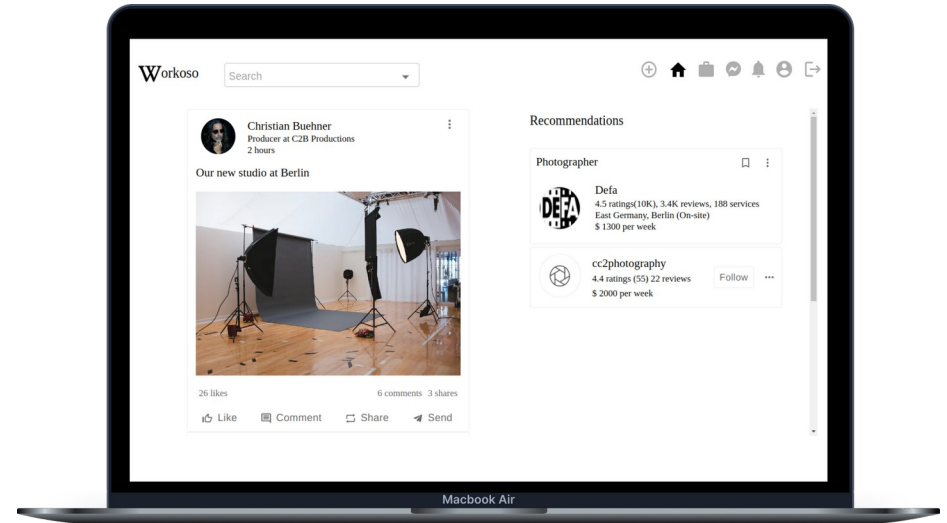 Workoso
Search
Christian Buehner
Producer at C2B Productions
2 hours
Our new studio at Berlin
26 likes
6 comments 3 shares
Like Comment Share Send
Recommendations
Photographer
DEFA
Defa
4.5 ratings(10K), 3.4K reviews, 188 services
East Germany, Berlin (On-site)
$ 1300 per week
cc2photography
4.4 ratings (55) 22 reviews
Follow
$ 2000 per week
Macbook Air